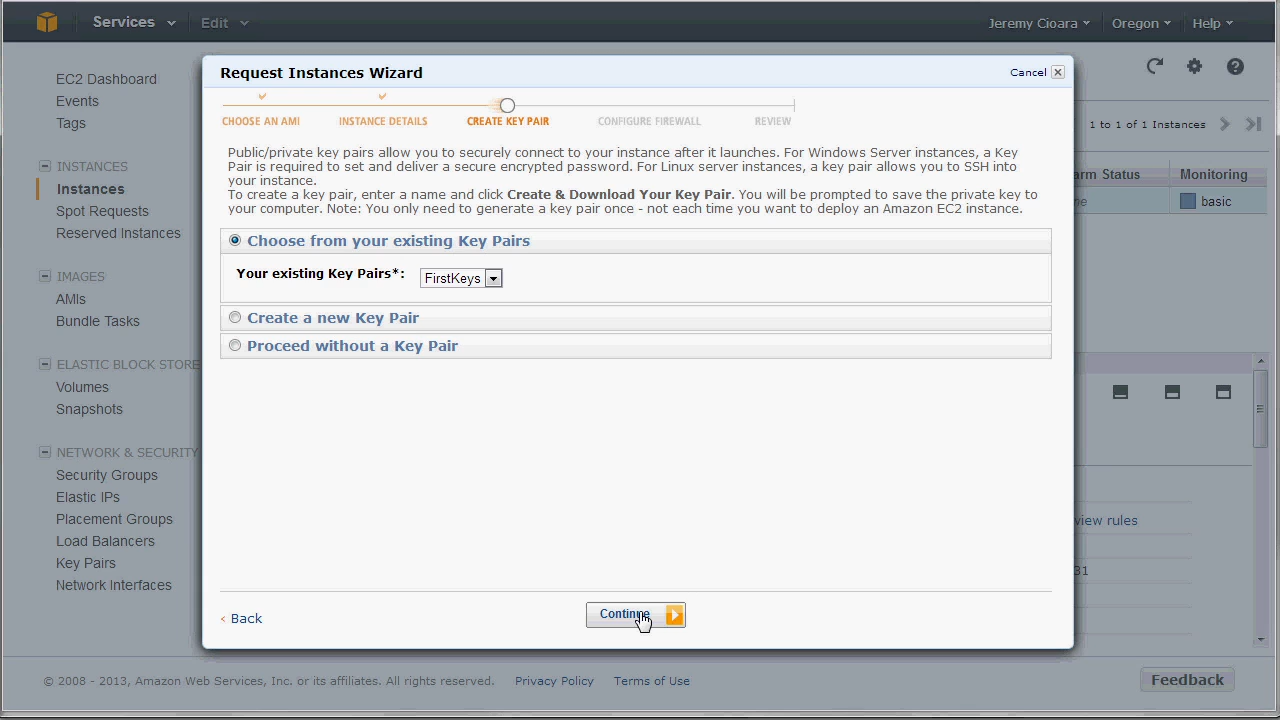 Services Edit Jeremy Cioara Oregon Help
EC2 Dashboard
Events
Tags
INSTANCES
Instances
Spot Requests
Reserved Instances
IMAGES
AMIs
Bundle Tasks
ELASTIC BLOCK STORE
Volumes
Snapshots
NETWORK & SECURITY
Security Groups
Elastic IPs
Placement Groups
Load Balancers
Key Pairs
Network Interfaces
Request Instances Wizard
Cancel
CHOOSE AN AMI INSTANCE DETAILS CREATE KEY PAIR CONFIGURE FIREWALL REVIEW
Public/private key pairs allow you to securely connect to your instance after it launches. For Windows Server instances, a Key
Pair is required to set and deliver a secure encrypted password. For Linux server instances, a key pair allows you to SSH into
your instance.
To create a key pair, enter a name and click Create & Download Your Key Pair. You will be prompted to save the private key to
your computer. Note: You only need to generate a key pair once - not each time you want to deploy an Amazon EC2 instance.
Choose from your existing Key Pairs
Your existing Key Pairs*: FirstKeys
Create a new Key Pair
Proceed without a Key Pair
‹ Back
Continue
1 to 1 of 1 Instances
arm Status Monitoring
ne basic
view rules
31
© 2008 - 2013, Amazon Web Services, Inc. or its affiliates. All rights reserved. Privacy Policy Terms of Use
Feedback